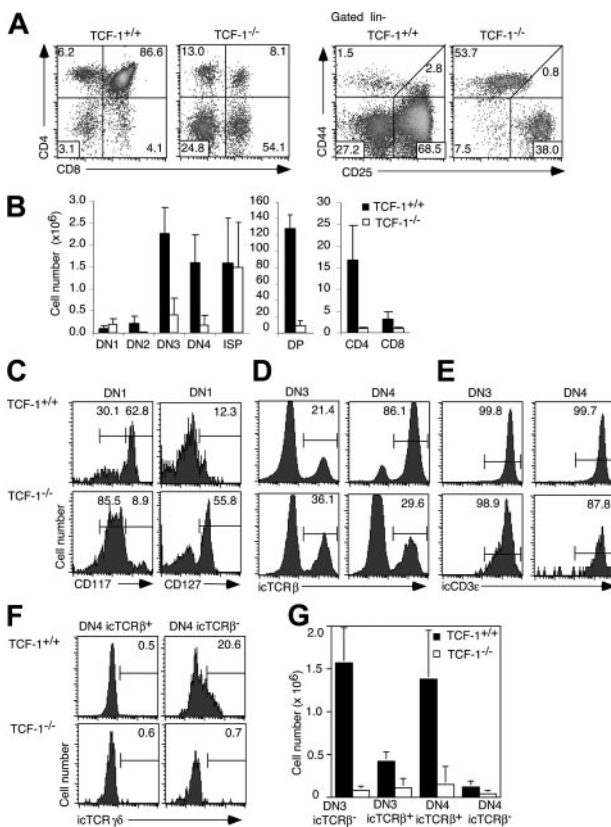 A
TCF-1+/+
TCF-1-/-
6.2
86.6
13.0
8.1
3.1
4.1
24.8
54.1
CD4
CD8
Gated lin-
TCF-1+/+
TCF-1-/-
1.5
2.8
53.7
0.8
27.2
68.5
7.5
38.0
CD44
CD25
B
Cell number (x10⁶)
3.0
2.5
2.0
1.5
1.0
0.5
0.0
DN1 DN2 DN3 DN4 ISP
160
140
120
100
80
60
40
20
0
DP
30
25
20
15
10
5
0
CD4 CD8
TCF-1+/+
TCF-1-/-
C
DN1 DN1
TCF-1+/+
30.1 62.8
12.3
TCF-1-/-
85.5 8.9
55.8
Cell number
CD117
CD127
D
DN3 DN4
21.4
86.1
36.1
29.6
Cell number
icTCRβ
E
DN3 DN4
99.8
99.7
98.9
87.8
Cell number
icCD3ε
F
DN4 icTCRβ+ DN4 icTCRβ-
TCF-1+/+
0.5
20.6
TCF-1-/-
0.6
0.7
Cell number
icTCRγδ
G
Cell number (x 10⁶)
2.0
1.5
1.0
0.5
0
TCF-1+/+
TCF-1-/-
DN3 DN3 DN4 DN4
icTCRβ- icTCRβ+ icTCRβ+ icTCRβ-